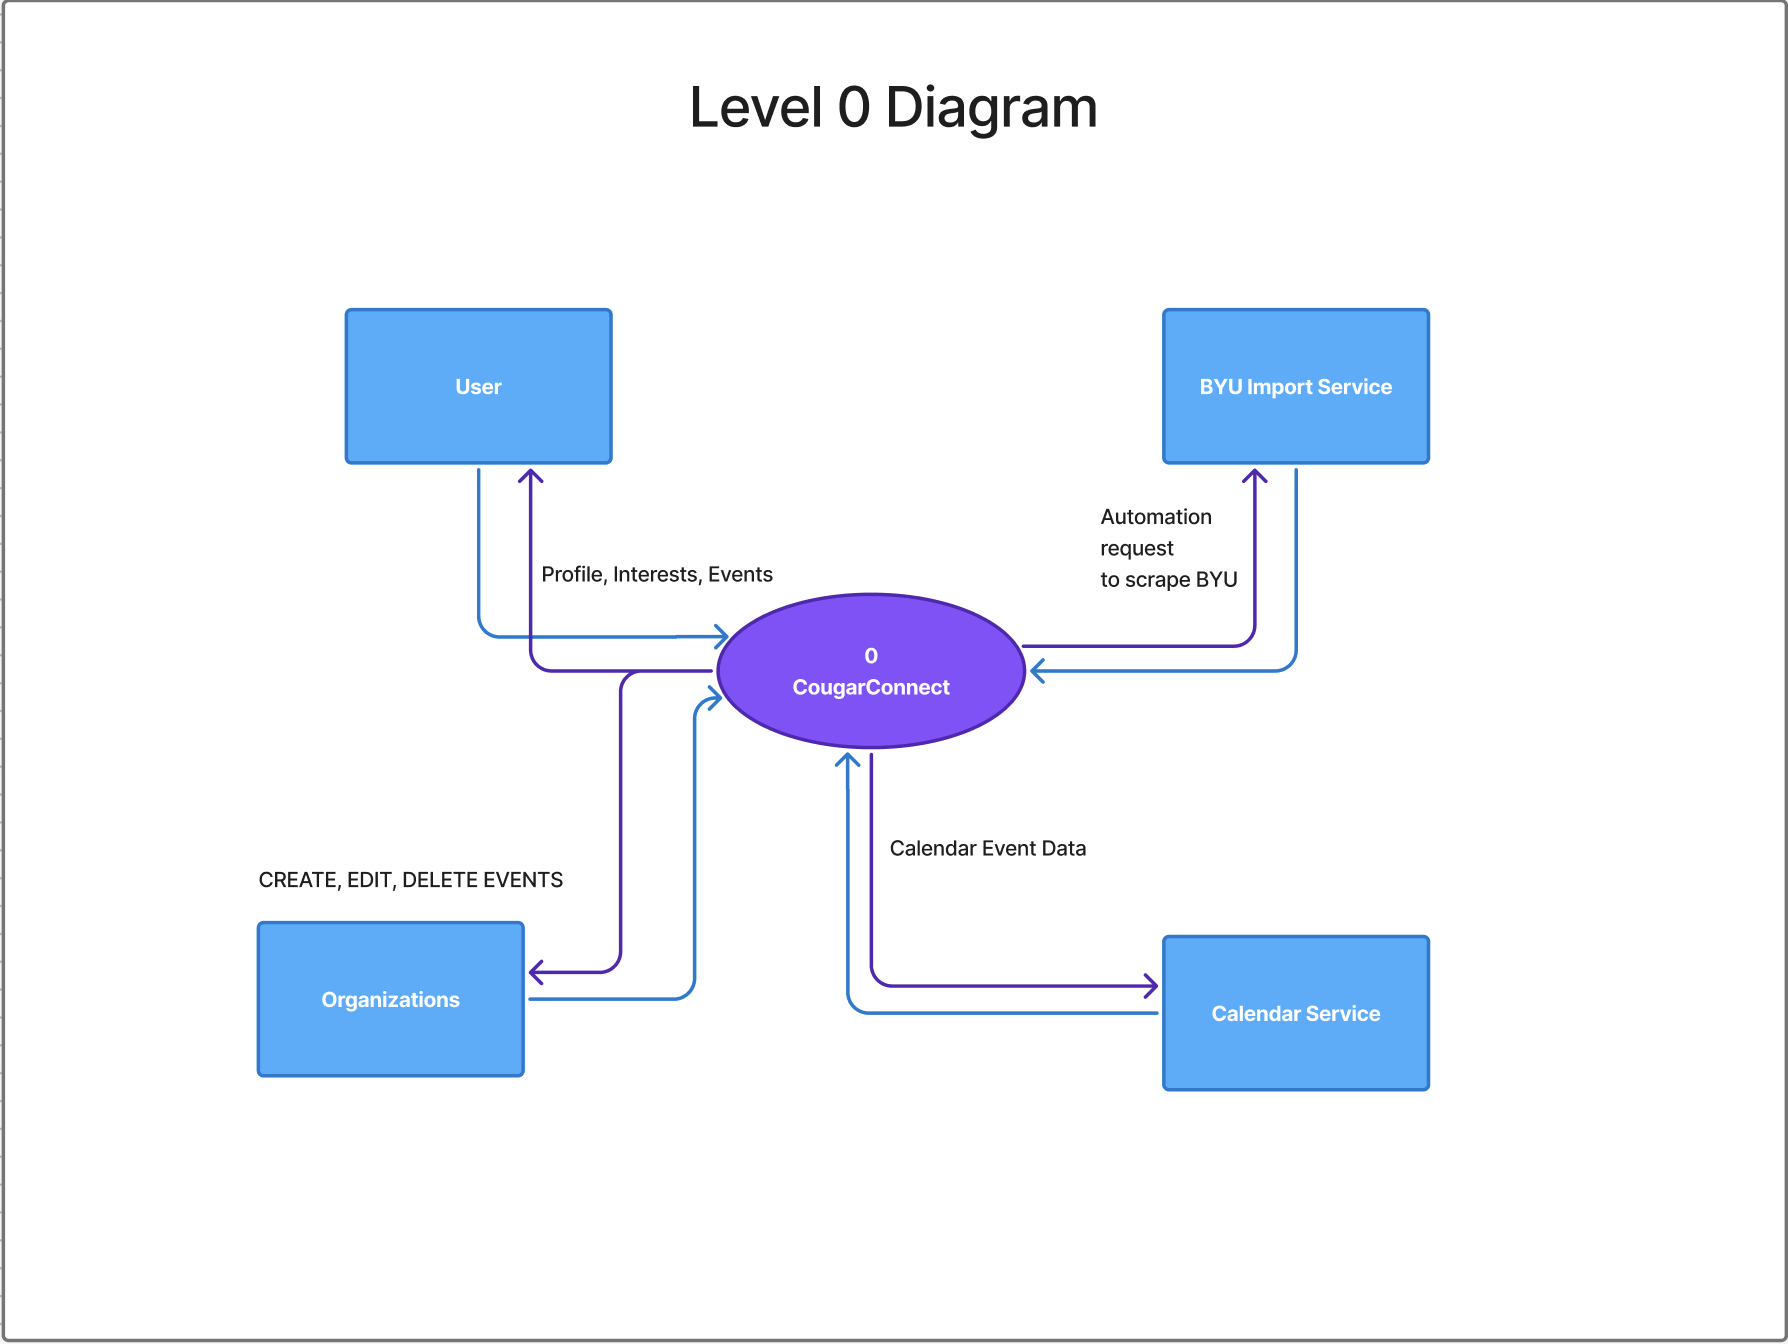 Level 0 Diagram
User
BYU Import Service
Automation
request
to scrape BYU
Profile, Interests, Events
0
CougarConnect
Calendar Event Data
CREATE, EDIT, DELETE EVENTS
Organizations
Calendar Service